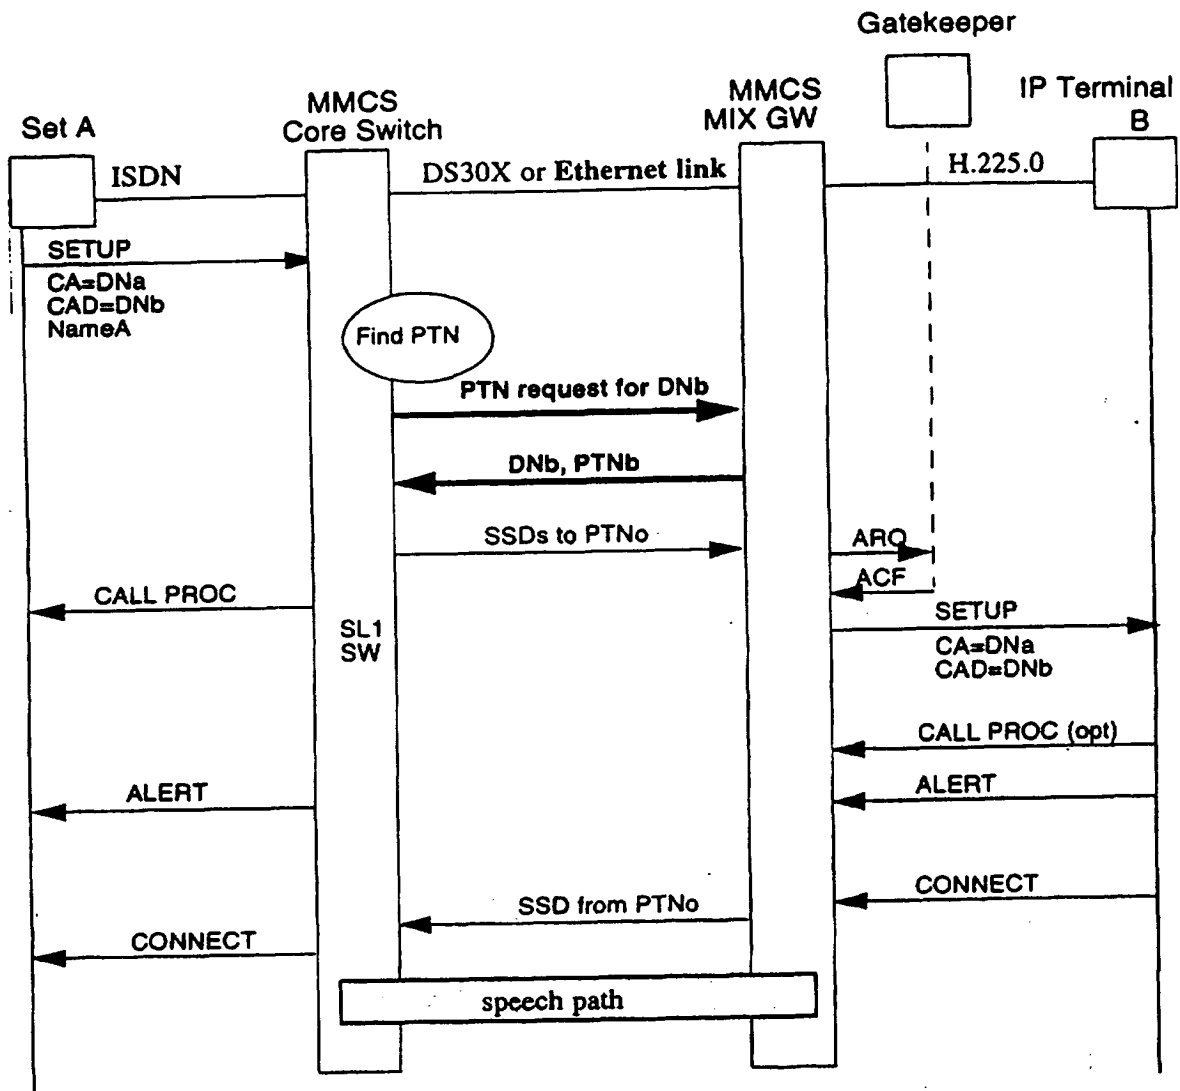 Gatekeeper
IP Terminal
B
MMCS
MIX GW
MMCS
Core Switch
Set A
ISDN
DS30X or Ethernet link
H.225.0
SETUP
CA=DNa
CAD=DNb
NameA
Find PTN
PTN request for DNb
DNb, PTNb
SSDs to PTNo
ARQ
ACF
CALL PROC
SETUP
CA=DNa
CAD=DNb
SL1
SW
CALL PROC (opt)
ALERT
ALERT
CONNECT
SSD from PTNo
CONNECT
speech path